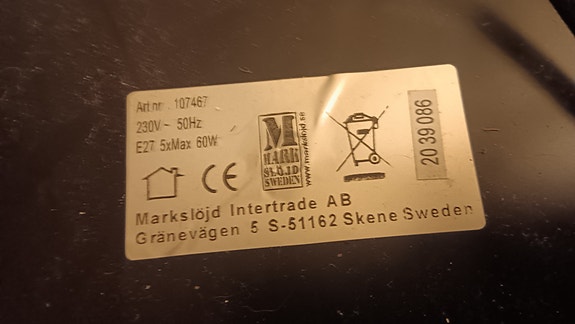 Art.nr. 107467
230V~ 50Hz
E27 5xMax 60W
CE
M
MARK
SLÖJD
SWEDEN
www.markslojd.se
2039086
Markslöjd Intertrade AB
Gränevägen 5 S-51162 Skene Sweden